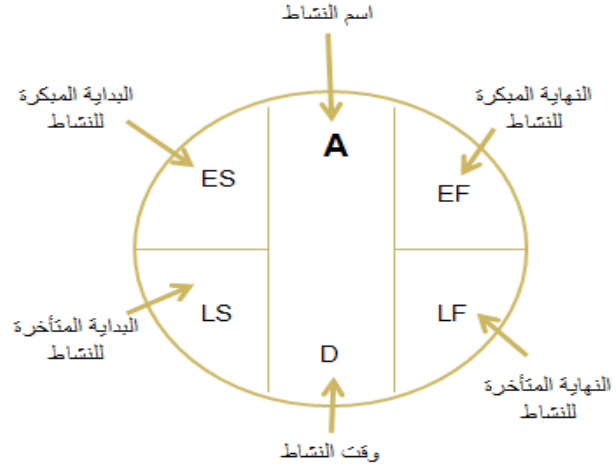 اسم النشاط
البداية المبكرة
للنشاط
النهاية المبكرة
للنشاط
A
ES
EF
LS
LF
D
البداية المتأخرة
للنشاط
النهاية المتأخرة
للنشاط
وقت النشاط